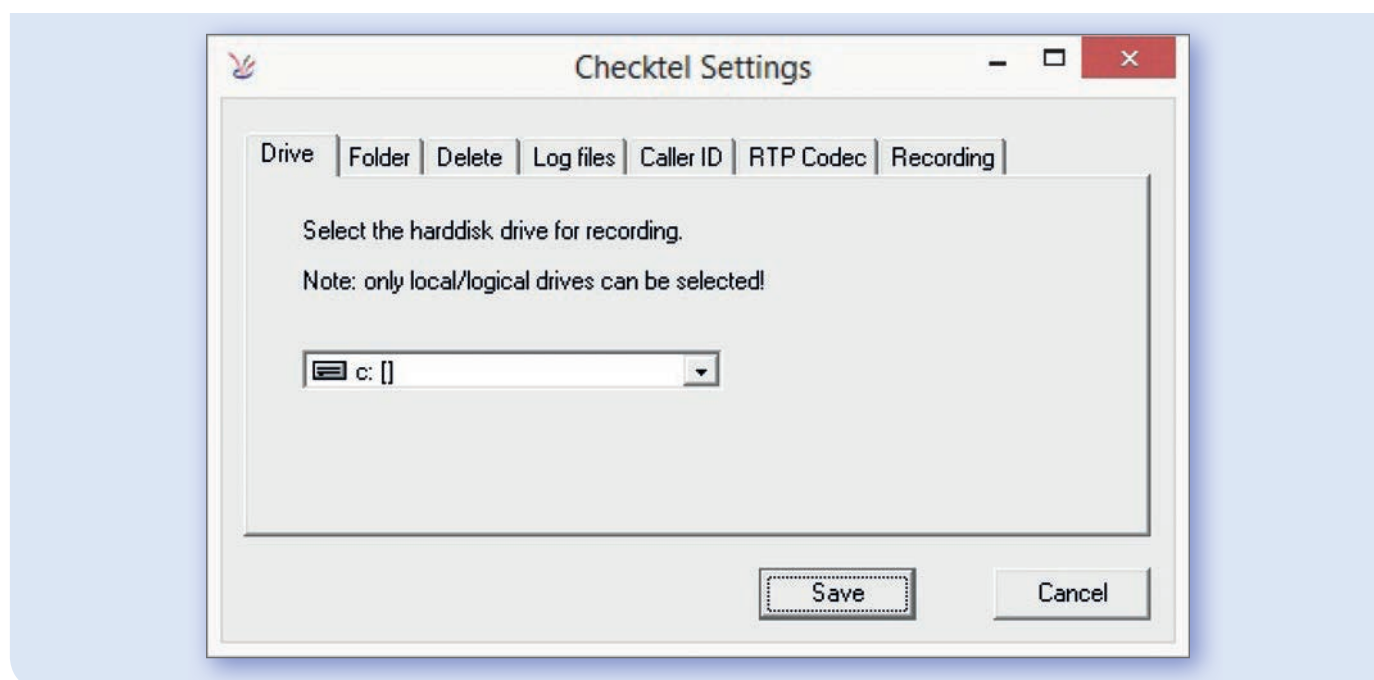 Checktel Settings
Drive Folder Delete Log files Caller ID RTP Codec Recording
Select the harddisk drive for recording.
Note: only local/logical drives can be selected!
c: []
Save Cancel